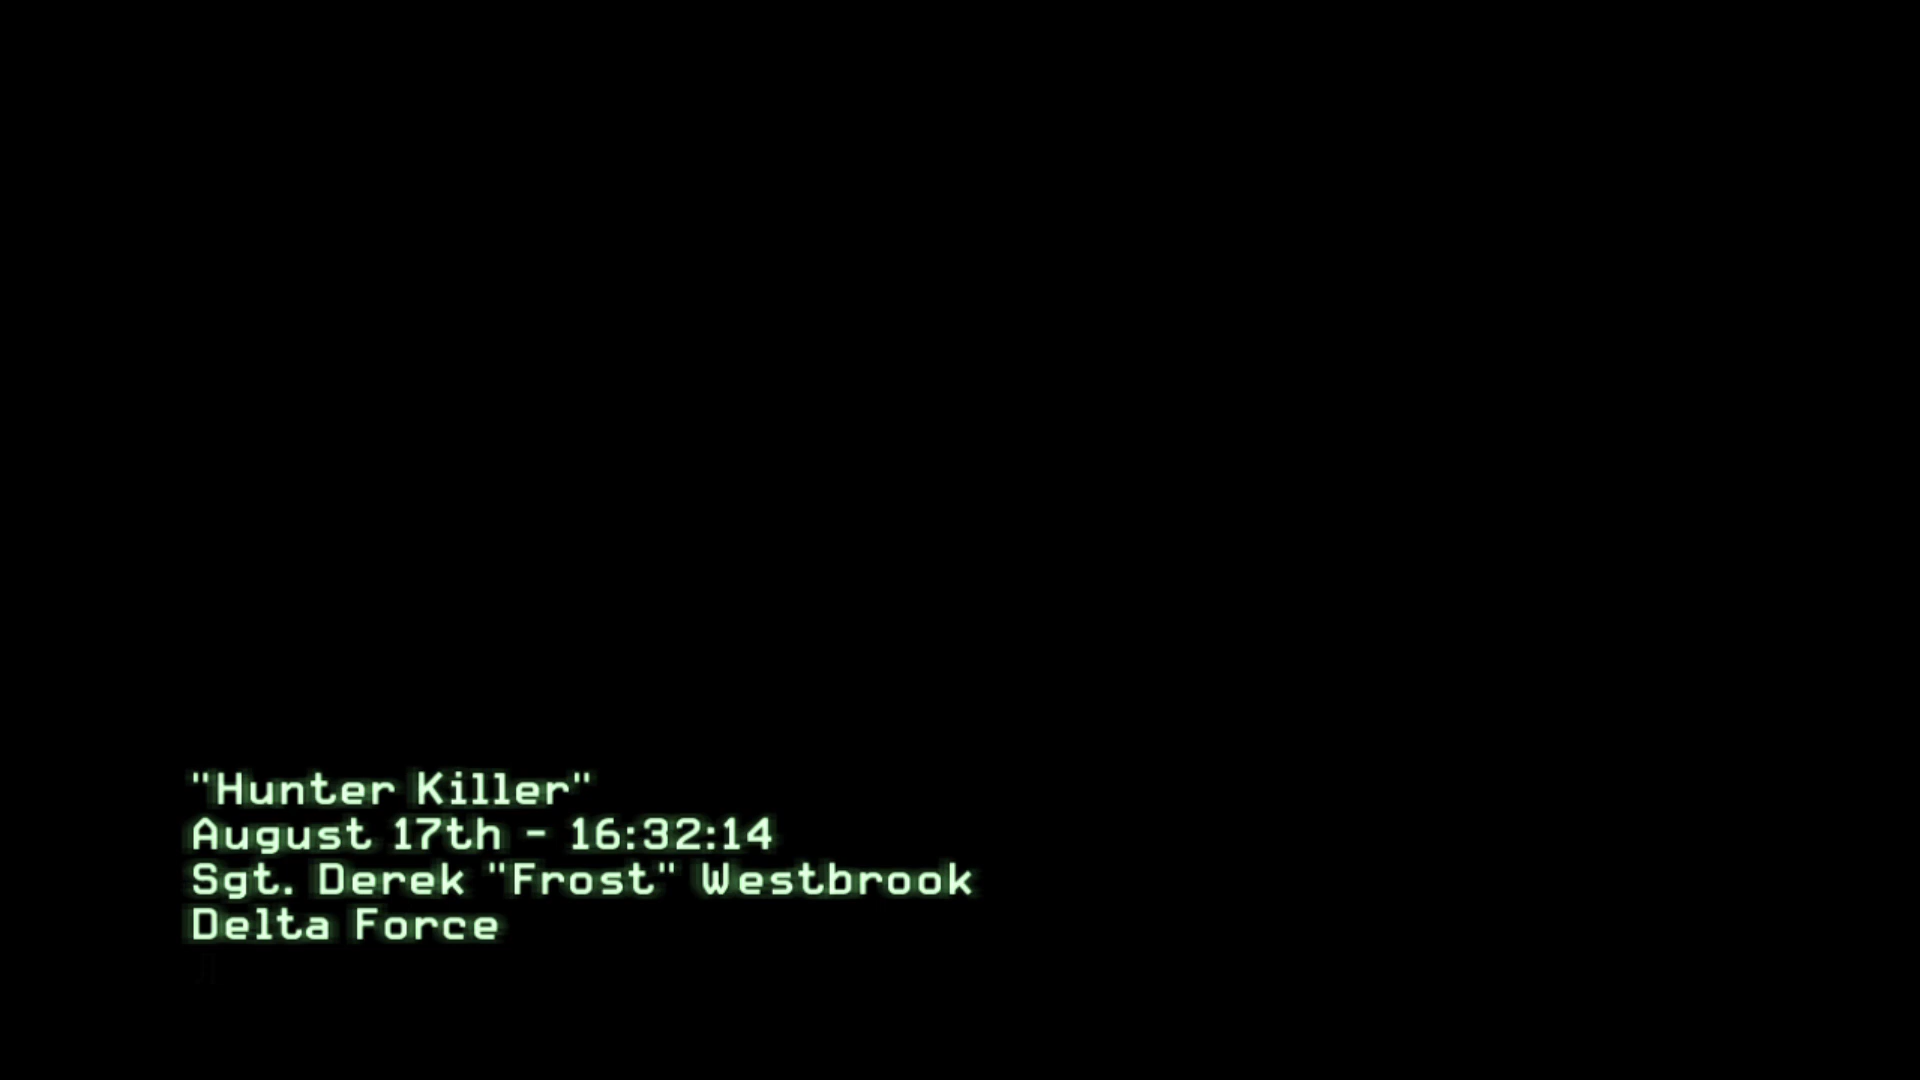 "Hunter Killer"
August 17th - 16:32:14
Sgt. Derek "Frost" Westbrook
Delta Force